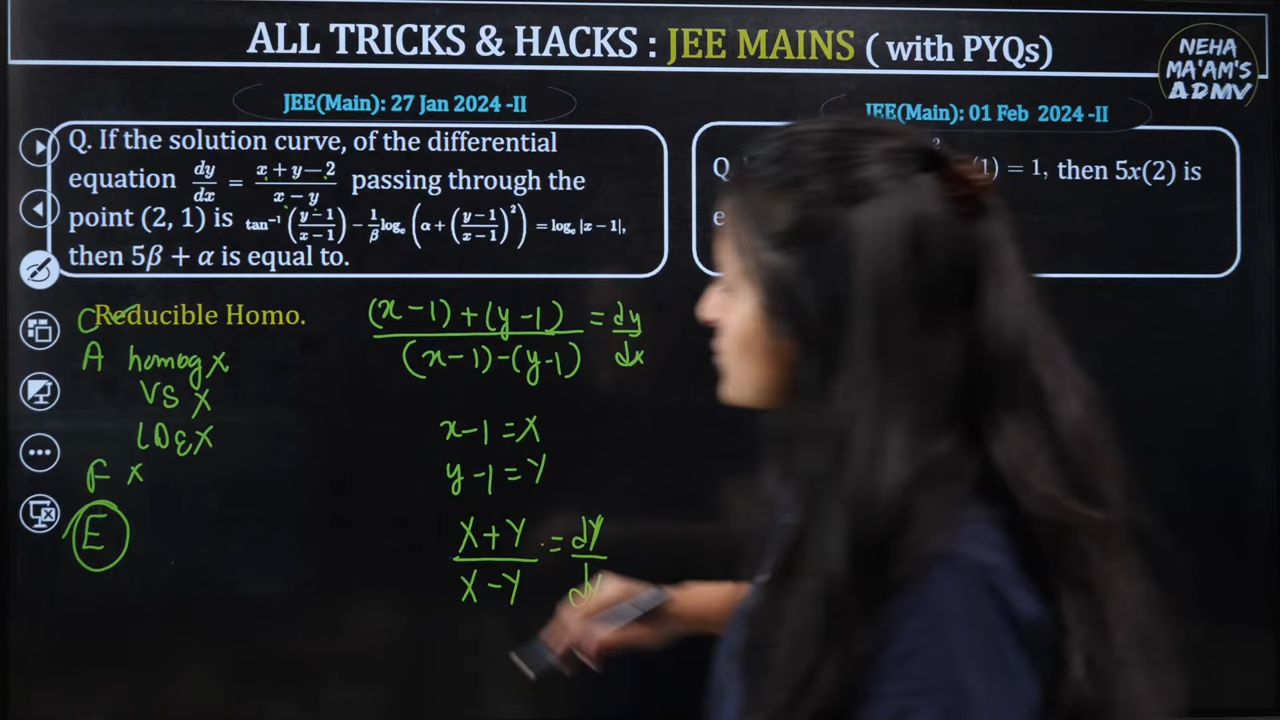 ALL TRICKS & HACKS : JEE MAINS ( with PYQs)
NEHA
MA'AM'S
ADMV
JEE(Main): 27 Jan 2024 -II
Q. If the solution curve, of the differential
equation dy/dx = (x + y − 2)/(x − y) passing through the
point (2, 1) is tan⁻¹((y−1)/(x−1)) − (1/β)logₑ(α + ((y−1)/(x−1))²) = logₑ |x − 1|,
then 5β + α is equal to.
JEE(Main): 01 Feb 2024 -II
Q
(1) = 1, then 5x(2) is
e
Reducible Homo.
C
A homog x
VS x
LDE x
F x
E
((x-1)+(y-1))/((x-1)-(y-1)) = dy/dx
x-1 = X
y-1 = Y
(X+Y)/(X-Y) = dY/